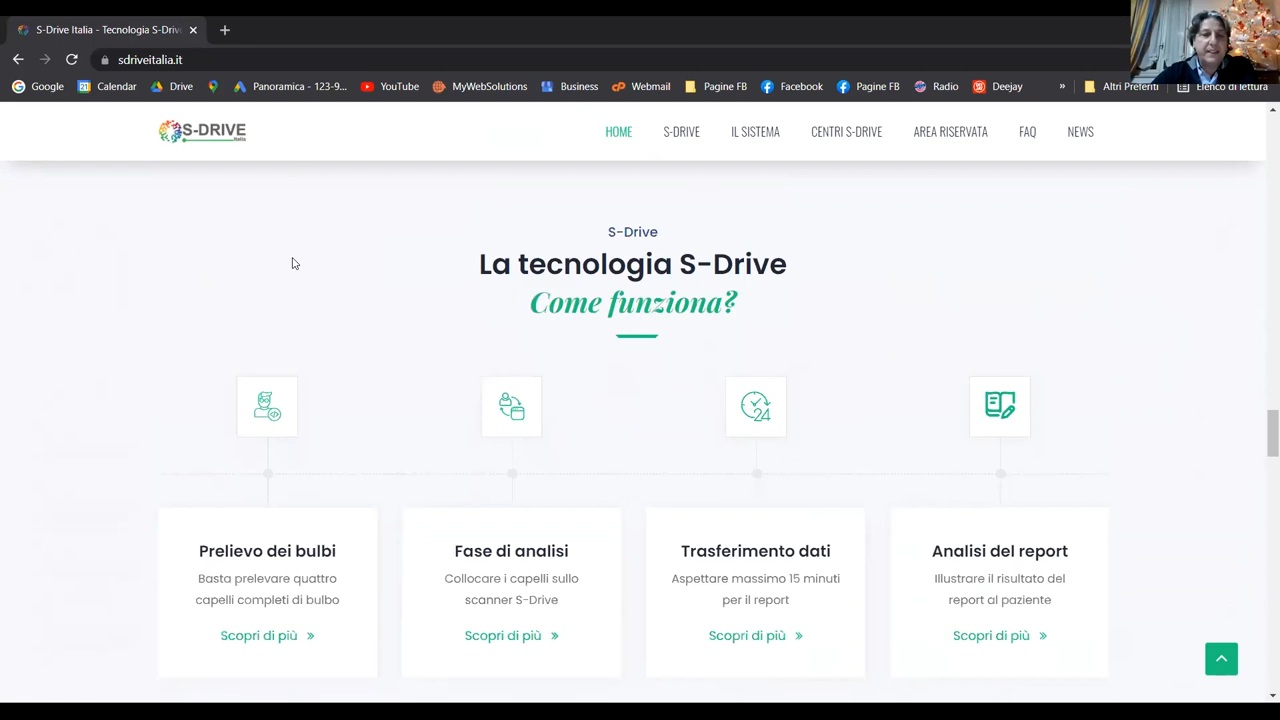 S-Drive Italia - Tecnologia S-Driv
sdriveitalia.it
Google Calendar Drive Panoramica - 123-9... YouTube MyWebSolutions Business Webmail Pagine FB Facebook Pagine FB Radio Deejay » Altri Preferiti Elenco di lettura
S-DRIVE
Italia
HOME S-DRIVE IL SISTEMA CENTRI S-DRIVE AREA RISERVATA FAQ NEWS
S-Drive
La tecnologia S-Drive
Come funziona?
24
Prelievo dei bulbi
Basta prelevare quattro
capelli completi di bulbo
Scopri di più »
Fase di analisi
Collocare i capelli sullo
scanner S-Drive
Scopri di più »
Trasferimento dati
Aspettare massimo 15 minuti
per il report
Scopri di più »
Analisi del report
Illustrare il risultato del
report al paziente
Scopri di più »